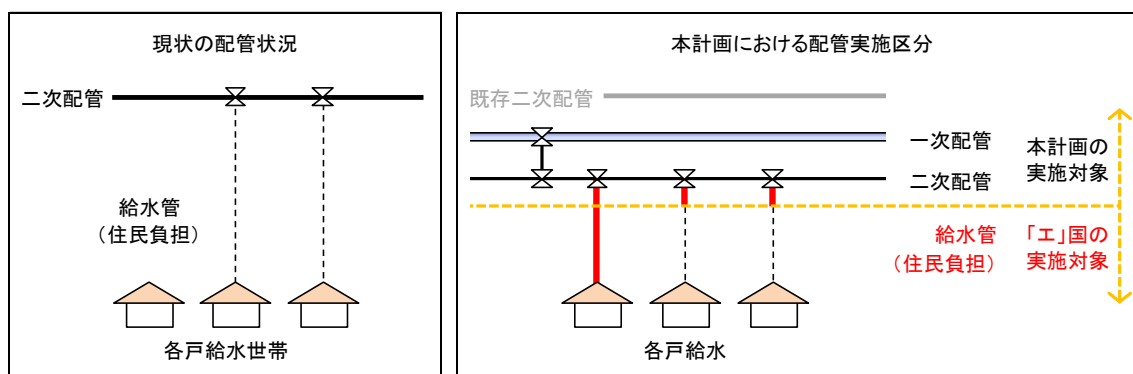 現状の配管状況
二次配管
給水管
（住民負担）
各戸給水世帯
本計画における配管実施区分
既存二次配管
一次配管
二次配管
本計画の
実施対象
給水管
（住民負担）
「エ」国の
実施対象
各戸給水